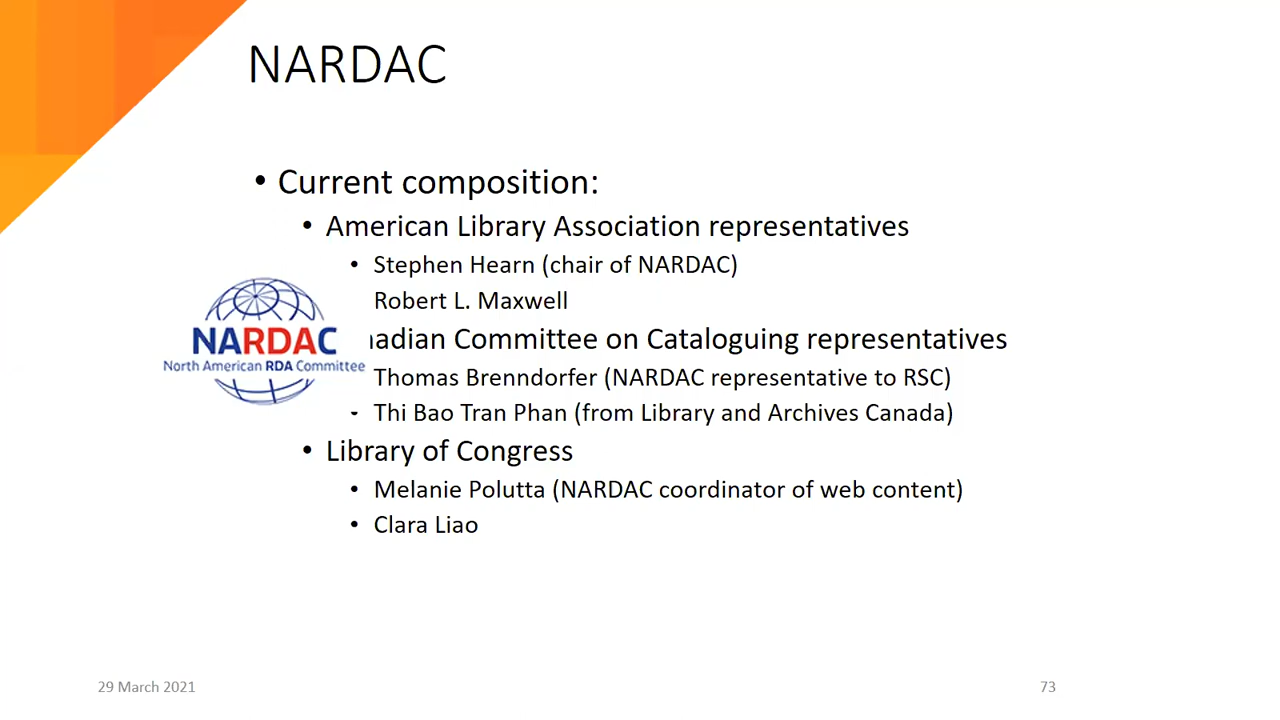 NARDAC
• Current composition:
• American Library Association representatives
• Stephen Hearn (chair of NARDAC)
Robert L. Maxwell
nadian Committee on Cataloguing representatives
Thomas Brenndorfer (NARDAC representative to RSC)
• Thi Bao Tran Phan (from Library and Archives Canada)
• Library of Congress
• Melanie Polutta (NARDAC coordinator of web content)
• Clara Liao
NARDAC
North American RDA Committee
29 March 2021
73